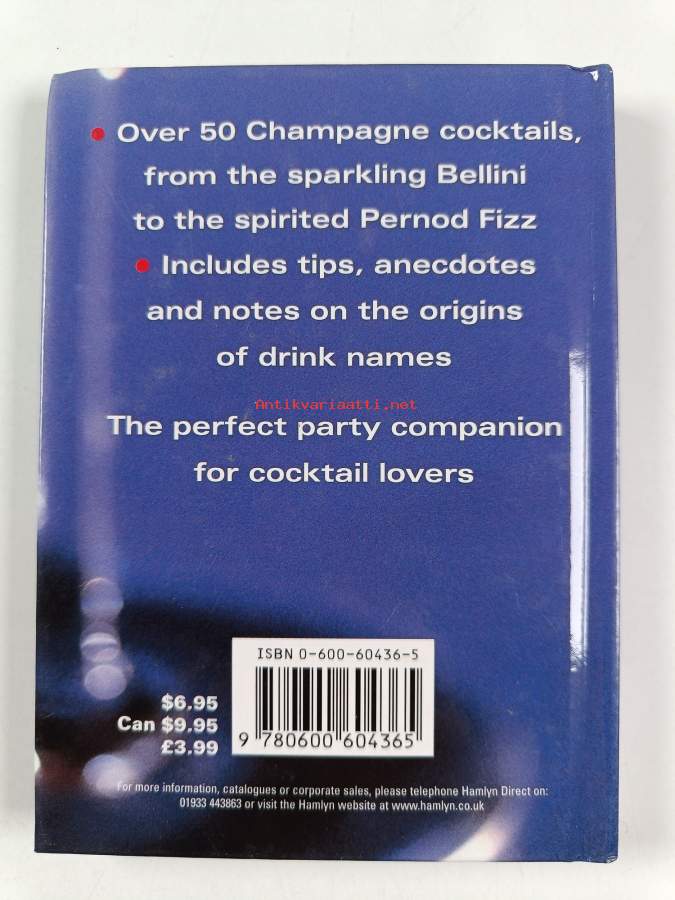 • Over 50 Champagne cocktails,
from the sparkling Bellini
to the spirited Pernod Fizz
• Includes tips, anecdotes
and notes on the origins
of drink names
Antikvariaatti.net
The perfect party companion
for cocktail lovers
ISBN 0-600-60436-5
$6.95
Can $9.95
£3.99
9 780600 604365
For more information, catalogues or corporate sales, please telephone Hamlyn Direct on:
01933 443863 or visit the Hamlyn website at www.hamlyn.co.uk